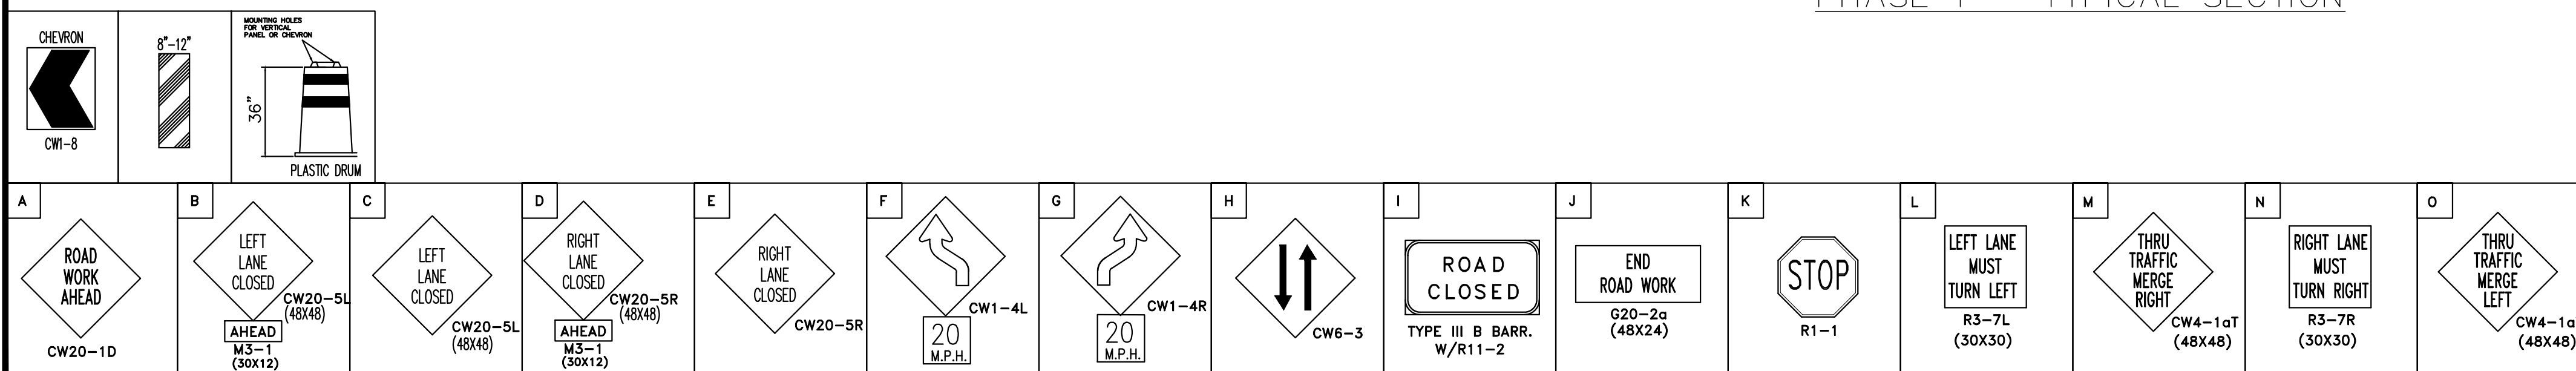 PHASE 1 - TYPICAL SECTION
CHEVRON
CW1-8
8"-12"
MOUNTING HOLES
FOR VERTICAL
PANEL OR CHEVRON
36"
PLASTIC DRUM
A
ROAD
WORK
AHEAD
CW20-1D
B
LEFT
LANE
CLOSED
CW20-5L
(48X48)
AHEAD
M3-1
(30X12)
C
LEFT
LANE
CLOSED
CW20-5L
(48X48)
D
RIGHT
LANE
CLOSED
CW20-5R
(48X48)
AHEAD
M3-1
(30X12)
E
RIGHT
LANE
CLOSED
CW20-5R
F
CW1-4L
20
M.P.H.
G
CW1-4R
20
M.P.H.
H
CW6-3
I
ROAD
CLOSED
TYPE III B BARR.
W/R11-2
J
END
ROAD WORK
G20-2a
(48X24)
K
STOP
R1-1
L
LEFT LANE
MUST
TURN LEFT
R3-7L
(30X30)
M
THRU
TRAFFIC
MERGE
RIGHT
CW4-1aT
(48X48)
N
RIGHT LANE
MUST
TURN RIGHT
R3-7R
(30X30)
O
THRU
TRAFFIC
MERGE
LEFT
CW4-1a
(48X48)